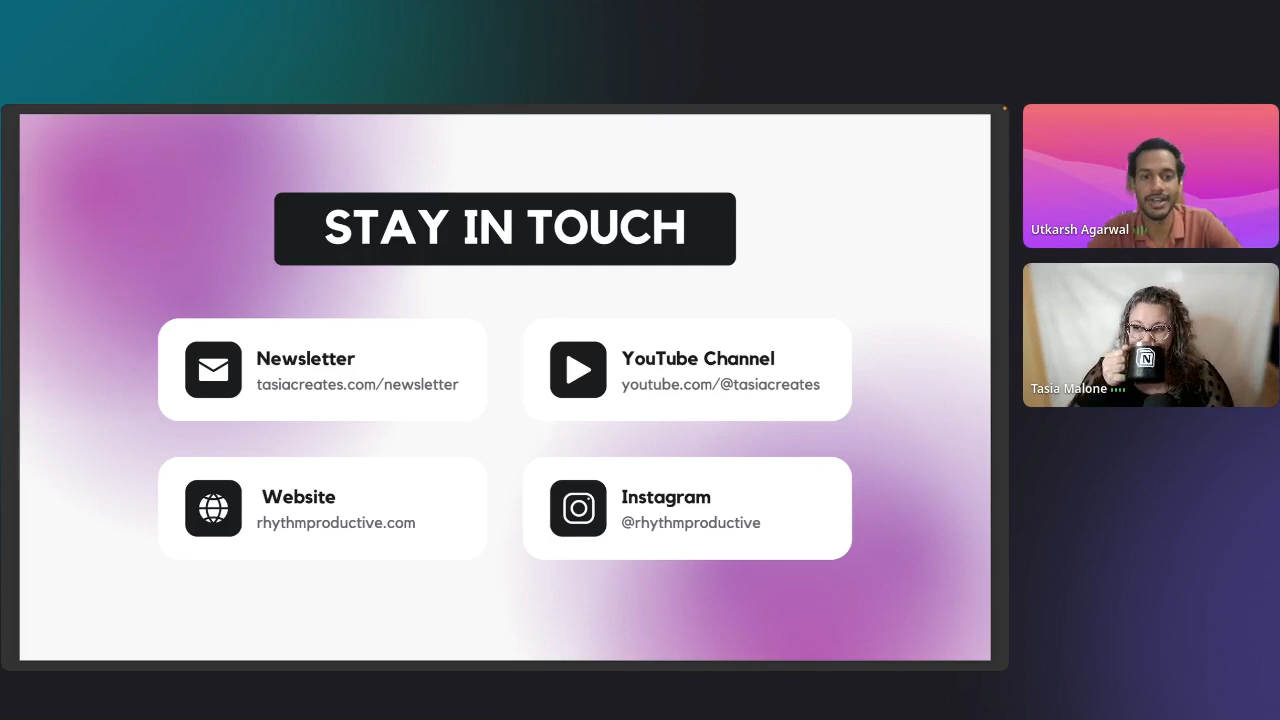 STAY IN TOUCH
Newsletter
tasiacreates.com/newsletter
YouTube Channel
youtube.com/@tasiacreates
Website
rhythmproductive.com
Instagram
@rhythmproductive
Utkarsh Agarwal
N
Tasia Malone